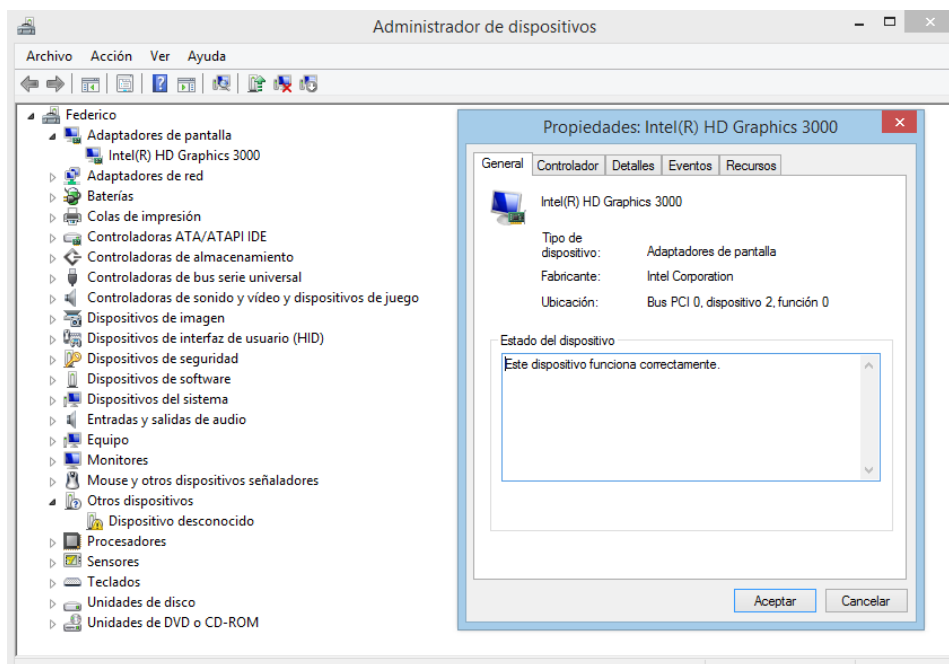 Administrador de dispositivos
Archivo Acción Ver Ayuda
Federico
Adaptadores de pantalla
Intel(R) HD Graphics 3000
Adaptadores de red
Baterías
Colas de impresión
Controladoras ATA/ATAPI IDE
Controladoras de almacenamiento
Controladoras de bus serie universal
Controladoras de sonido y vídeo y dispositivos de juego
Dispositivos de imagen
Dispositivos de interfaz de usuario (HID)
Dispositivos de seguridad
Dispositivos de software
Dispositivos del sistema
Entradas y salidas de audio
Equipo
Monitores
Mouse y otros dispositivos señaladores
Otros dispositivos
Dispositivo desconocido
Procesadores
Sensores
Teclados
Unidades de disco
Unidades de DVD o CD-ROM
Propiedades: Intel(R) HD Graphics 3000
General Controlador Detalles Eventos Recursos
Intel(R) HD Graphics 3000
Tipo de
dispositivo: Adaptadores de pantalla
Fabricante: Intel Corporation
Ubicación: Bus PCI 0, dispositivo 2, función 0
Estado del dispositivo
Este dispositivo funciona correctamente.
Aceptar Cancelar